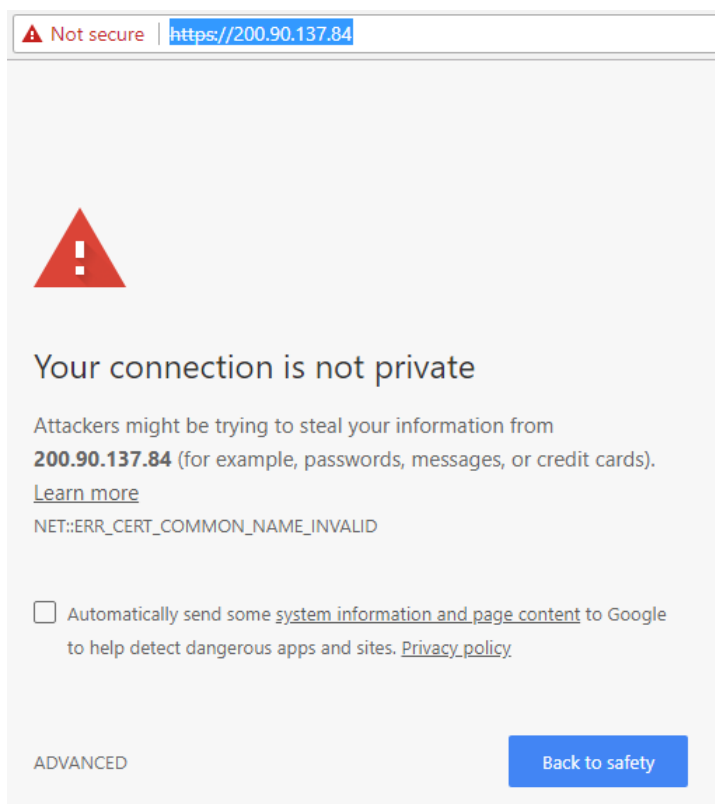 Not secure | https://200.90.137.84
Your connection is not private
Attackers might be trying to steal your information from
200.90.137.84 (for example, passwords, messages, or credit cards).
Learn more
NET::ERR_CERT_COMMON_NAME_INVALID
Automatically send some system information and page content to Google
to help detect dangerous apps and sites. Privacy policy
ADVANCED
Back to safety